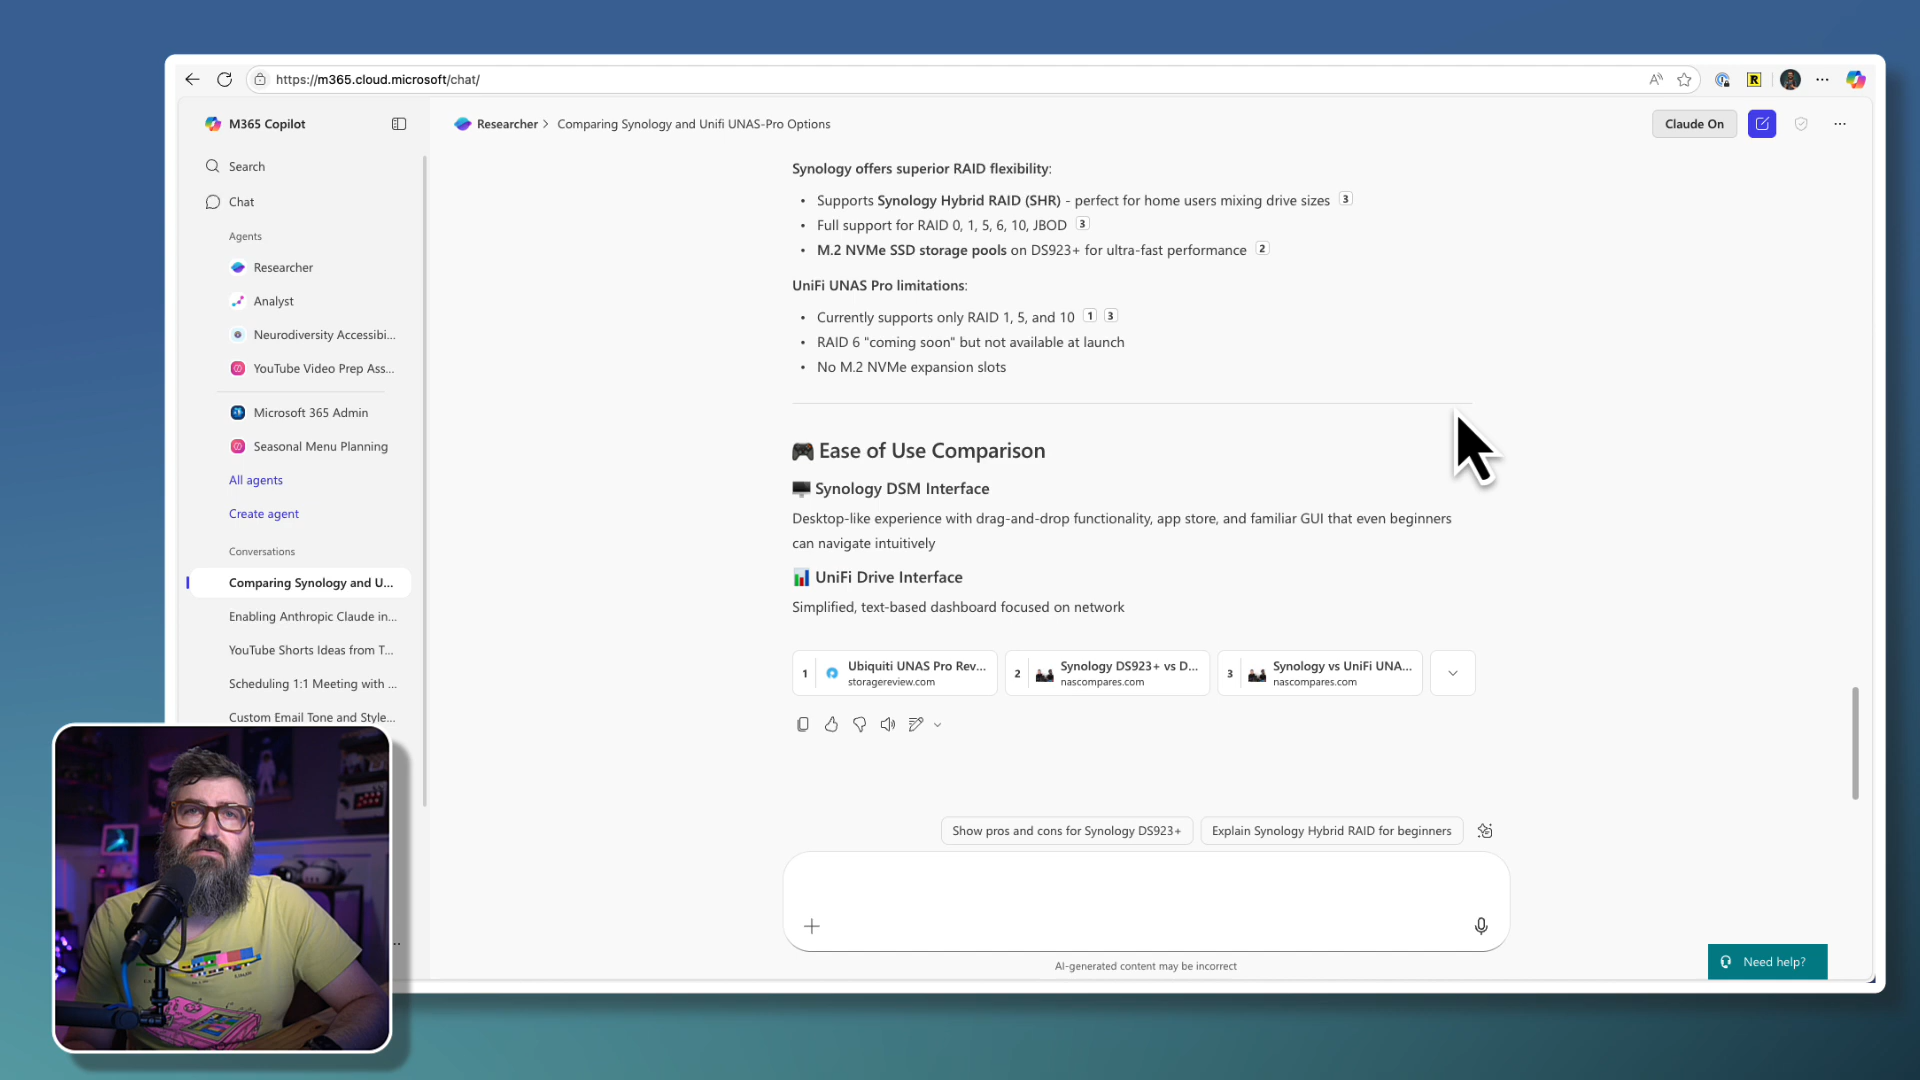 https://m365.cloud.microsoft/chat/
M365 Copilot
Search
Chat
Agents
Researcher
Analyst
Neurodiversity Accessibi...
YouTube Video Prep Ass...
Microsoft 365 Admin
Seasonal Menu Planning
All agents
Create agent
Conversations
Comparing Synology and U...
Enabling Anthropic Claude in...
YouTube Shorts Ideas from T...
Scheduling 1:1 Meeting with ...
Custom Email Tone and Style...
Researcher > Comparing Synology and Unifi UNAS-Pro Options
Claude On
Synology offers superior RAID flexibility:
• Supports Synology Hybrid RAID (SHR) - perfect for home users mixing drive sizes 3
• Full support for RAID 0, 1, 5, 6, 10, JBOD 3
• M.2 NVMe SSD storage pools on DS923+ for ultra-fast performance 2
UniFi UNAS Pro limitations:
• Currently supports only RAID 1, 5, and 10 1 3
• RAID 6 "coming soon" but not available at launch
• No M.2 NVMe expansion slots
🎮 Ease of Use Comparison
🖥️ Synology DSM Interface
Desktop-like experience with drag-and-drop functionality, app store, and familiar GUI that even beginners
can navigate intuitively
📊 UniFi Drive Interface
Simplified, text-based dashboard focused on network
1 Ubiquiti UNAS Pro Rev...
storagereview.com
2 Synology DS923+ vs D...
nascompares.com
3 Synology vs UniFi UNA...
nascompares.com
Show pros and cons for Synology DS923+
Explain Synology Hybrid RAID for beginners
AI-generated content may be incorrect
Need help?